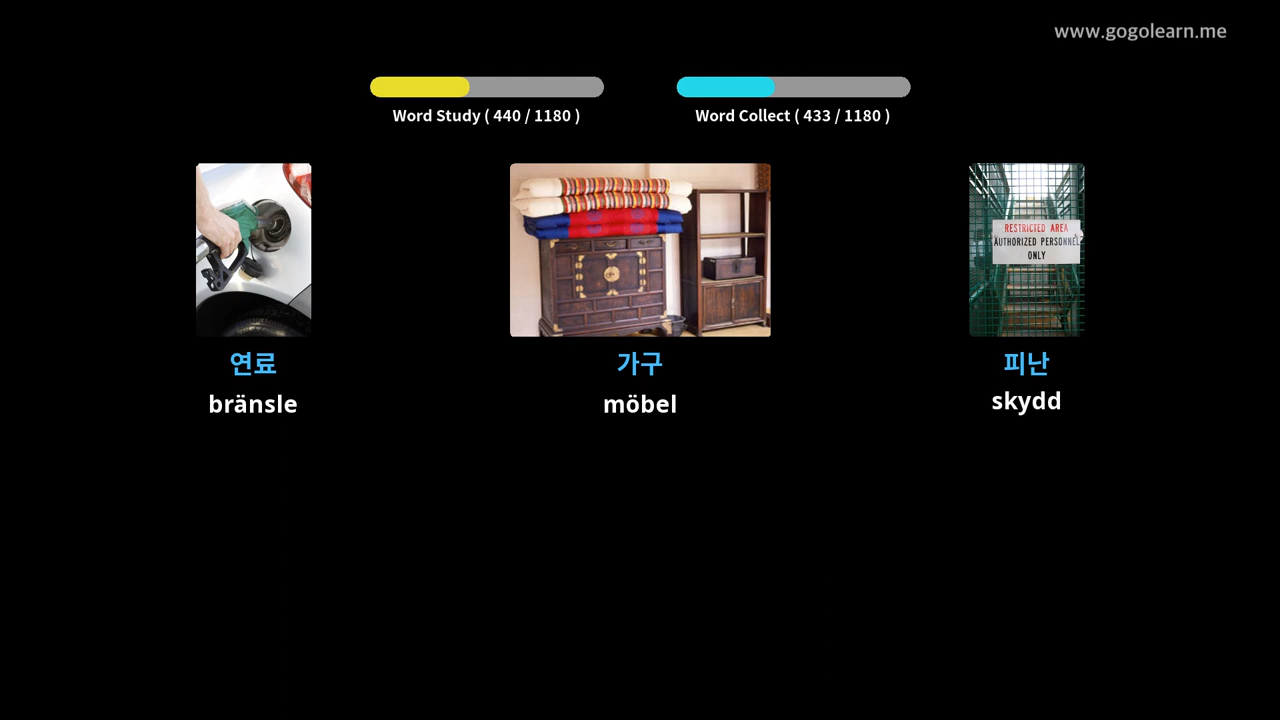 www.gogolearn.me
Word Study ( 440 / 1180 )
Word Collect ( 433 / 1180 )
RESTRICTED AREA
AUTHORIZED PERSONNEL
ONLY
연료
가구
피난
bränsle
möbel
skydd